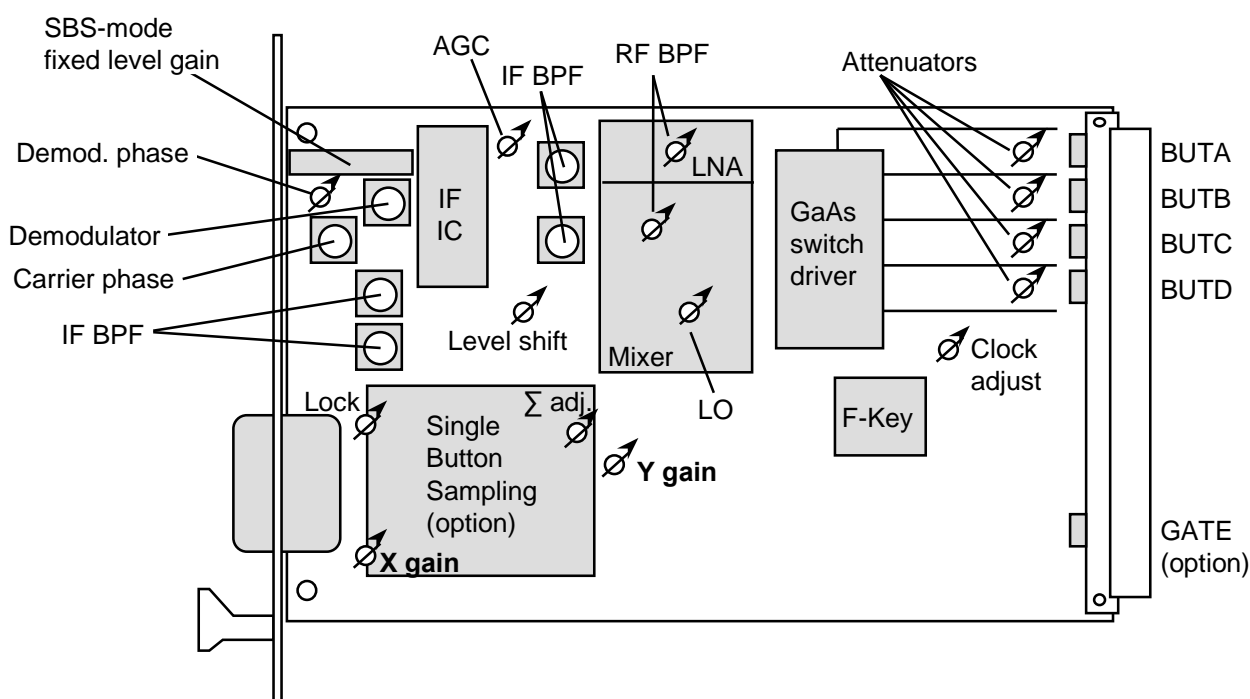 SBS-mode
fixed level gain
AGC
IF BPF
RF BPF
Attenuators
Demod. phase
LNA
BUTA
IF
IC
GaAs
switch
driver
BUTB
Demodulator
BUTC
Carrier phase
BUTD
IF BPF
Level shift
Mixer
Clock
adjust
Lock
∑ adj.
LO
F-Key
Single
Button
Sampling
(option)
Y gain
X gain
GATE
(option)